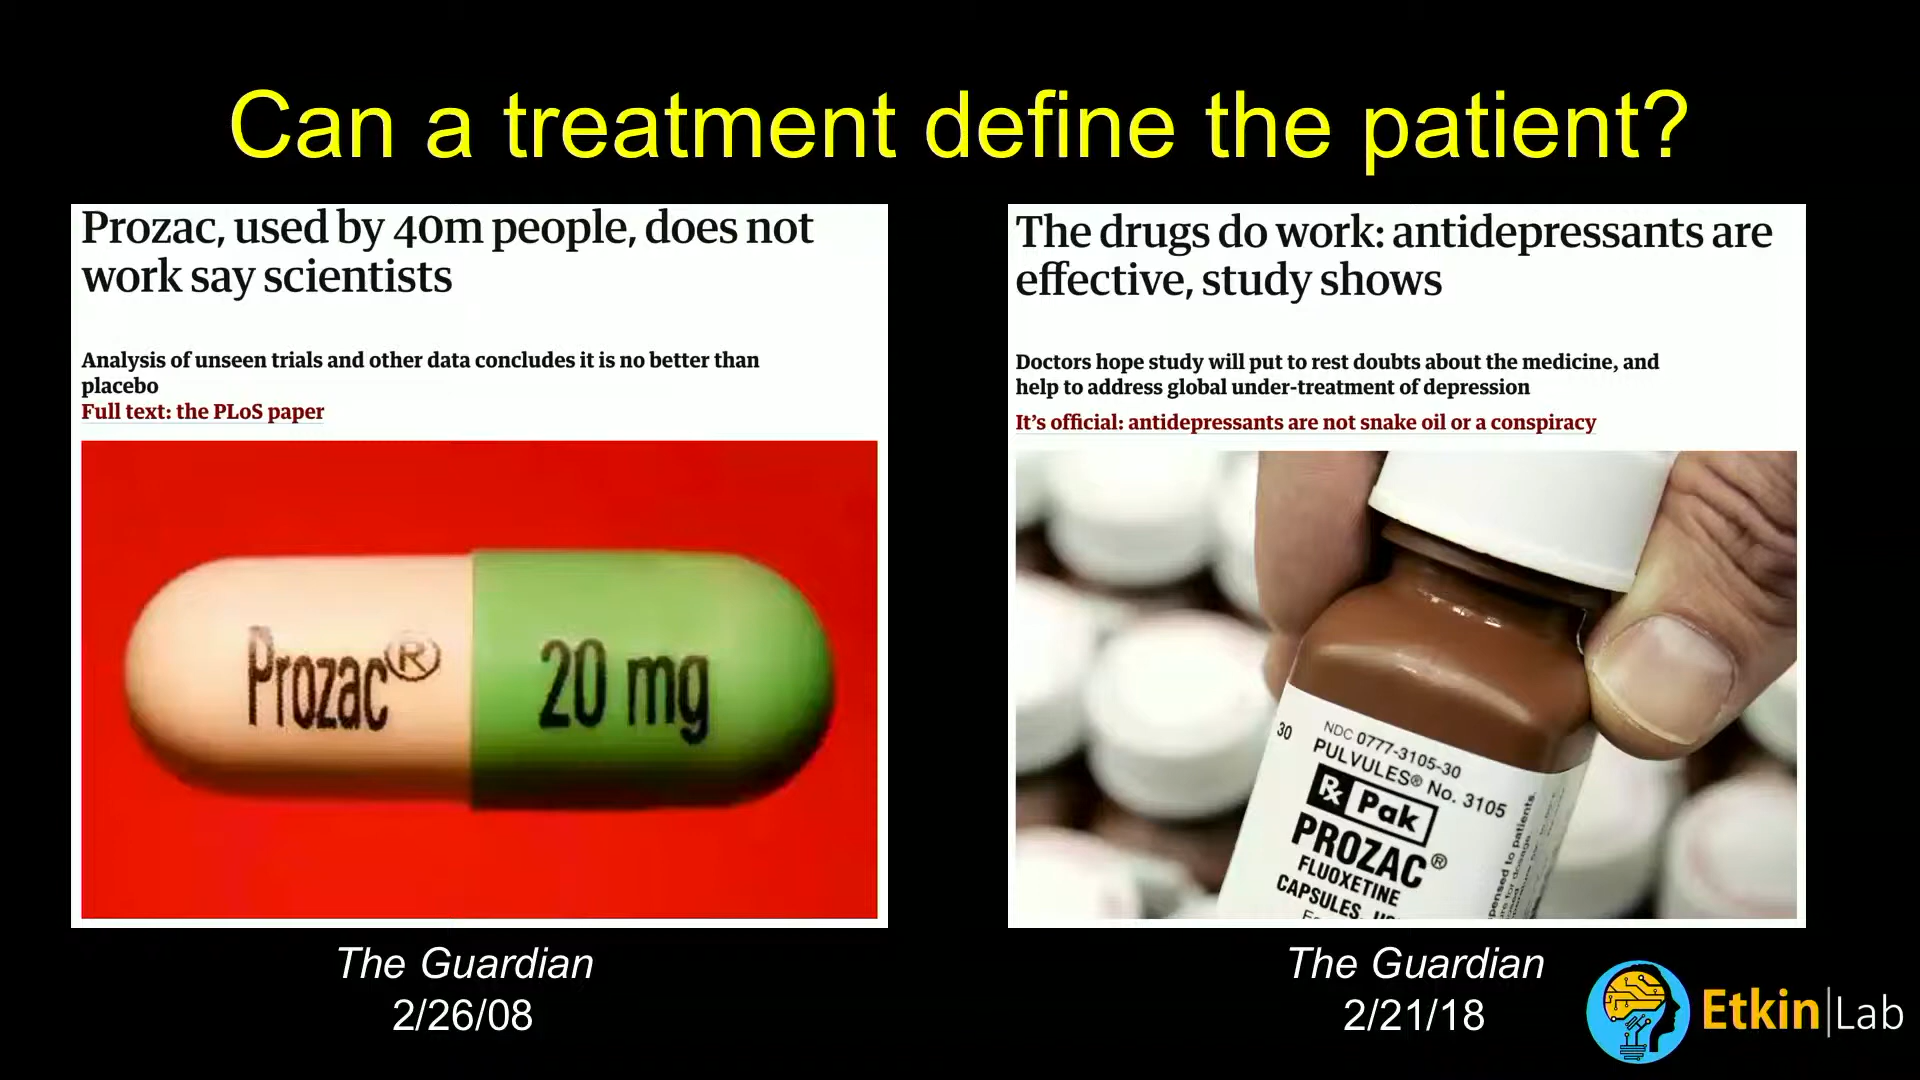 Can a treatment define the patient?
Prozac, used by 40m people, does not
work say scientists
Analysis of unseen trials and other data concludes it is no better than
placebo
Full text: the PLoS paper
Prozac®
20 mg
The Guardian
2/26/08
The drugs do work: antidepressants are
effective, study shows
Doctors hope study will put to rest doubts about the medicine, and
help to address global under-treatment of depression
It’s official: antidepressants are not snake oil or a conspiracy
30
NDC 0777-3105-30
PULVULES® No. 3105
Rx Pak
PROZAC®
FLUOXETINE
CAPSULES,
to patients.
The Guardian
2/21/18
Etkin|Lab